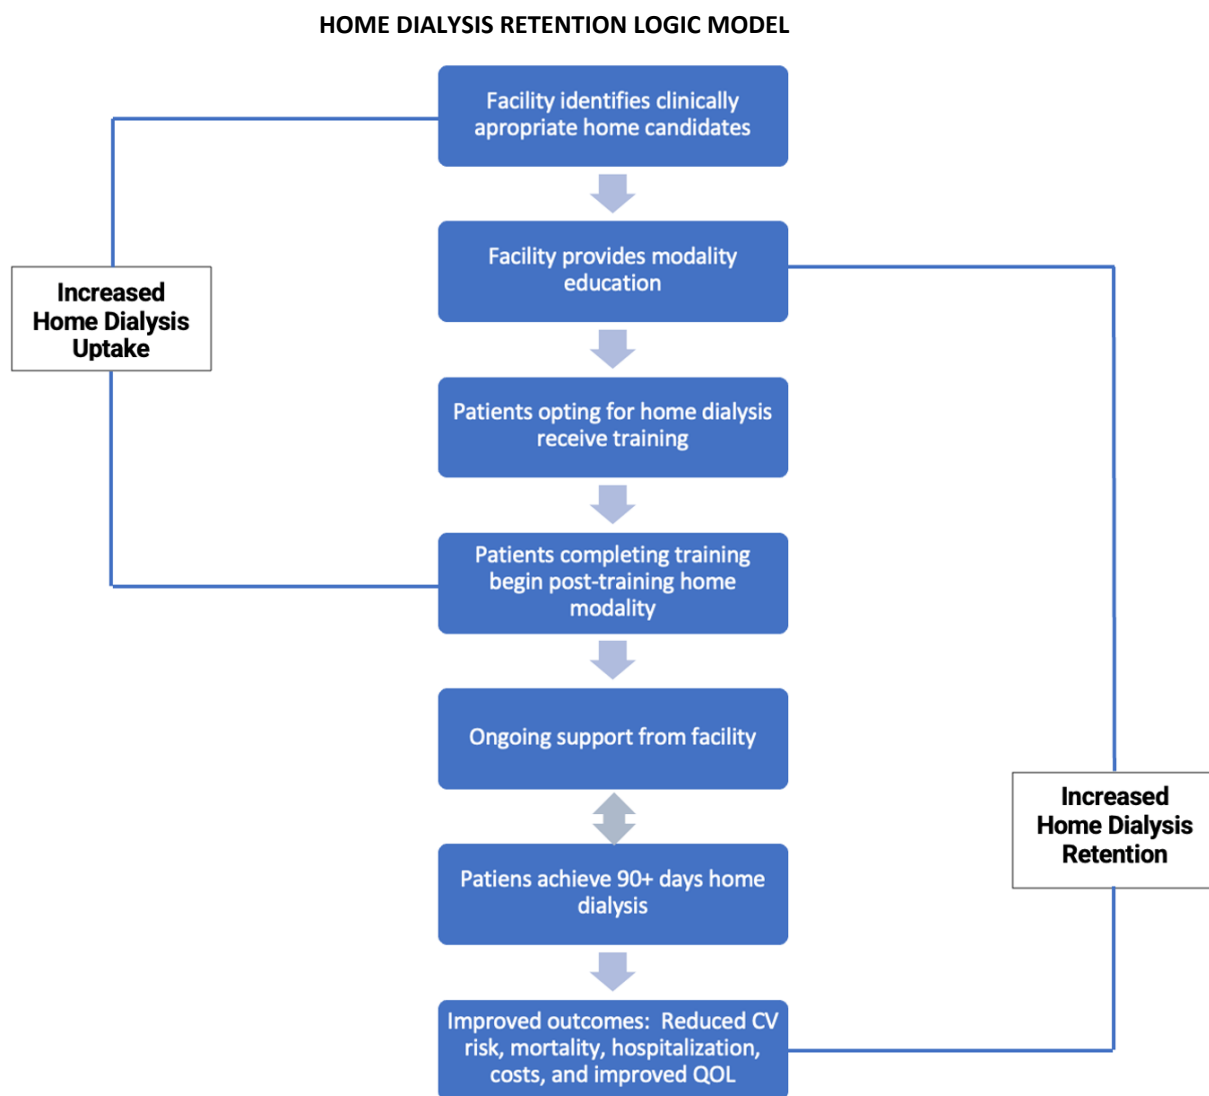 HOME DIALYSIS RETENTION LOGIC MODEL
Facility identifies clinically
apropriate home candidates
Facility provides modality
education
Increased
Home Dialysis
Uptake
Patients opting for home dialysis
receive training
Patients completing training
begin post-training home
modality
Ongoing support from facility
Increased
Home Dialysis
Retention
Patiens achieve 90+ days home
dialysis
Improved outcomes: Reduced CV
risk, mortality, hospitalization,
costs, and improved QOL